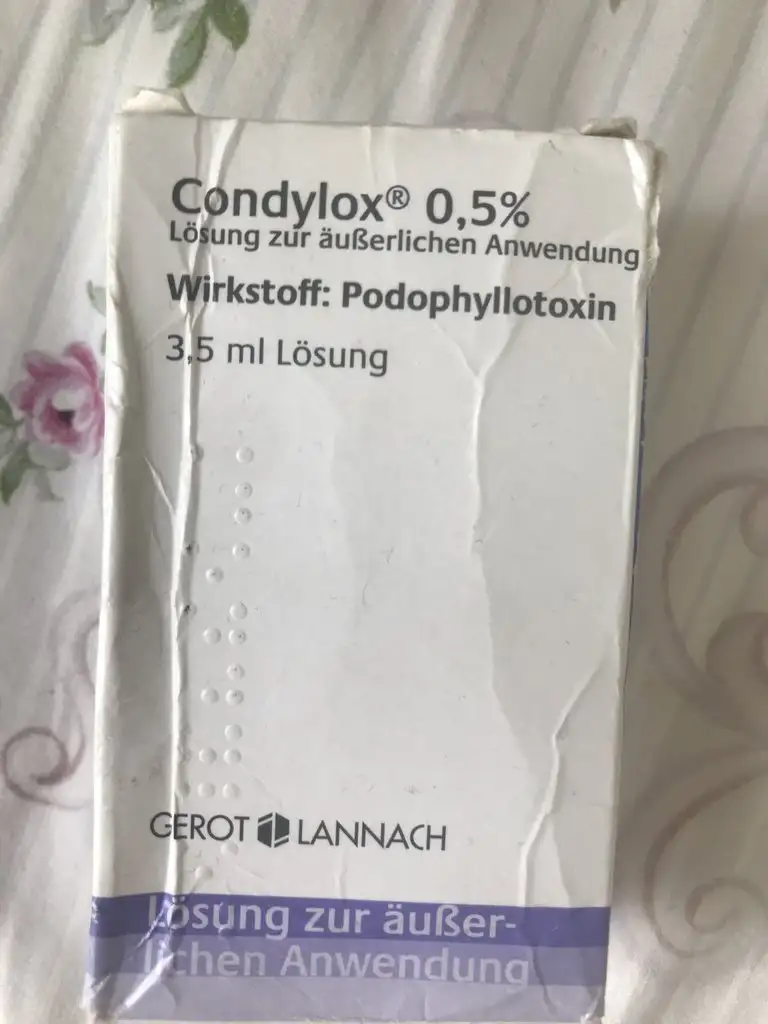 Condylox® 0,5%
Lösung zur äußerlichen Anwendung
Wirkstoff: Podophyllotoxin
3,5 ml Lösung
GEROT LANNACH
Lösung zur äußer-
lichen Anwendung